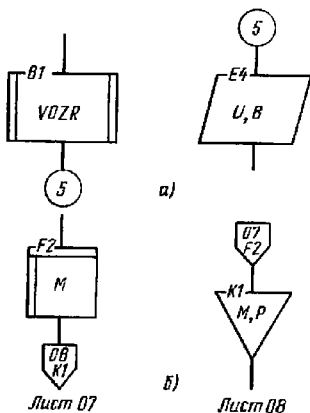 B1
VOZR
5
а)
5
E4
U, B
F2
M
08
K1
Лист 07
б)
07
F2
K1
M, P
Лист 08